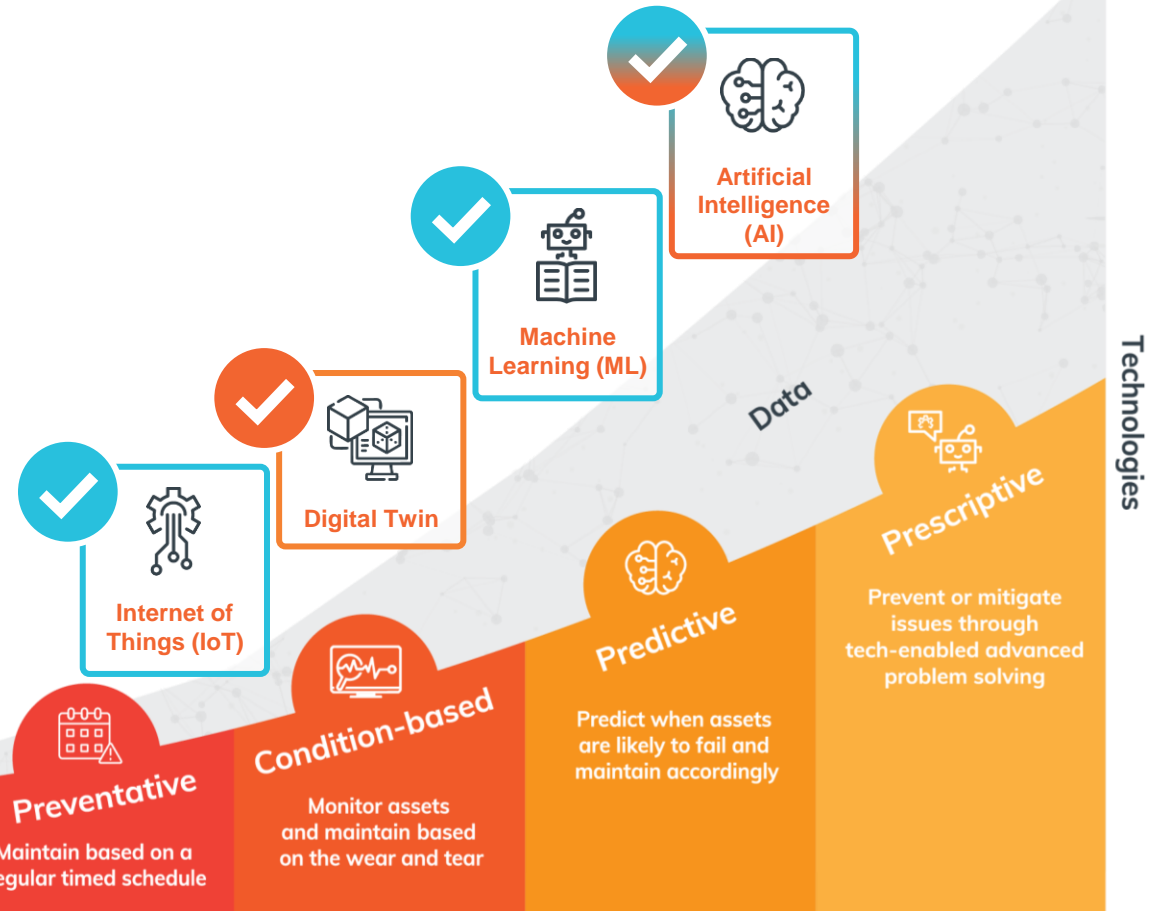 Artificial
Intelligence
(AI)
Machine
Learning (ML)
Digital Twin
Internet of
Things (IoT)
Data
Technologies
Preventative
Maintain based on a
egular timed schedule
Condition-based
Monitor assets
and maintain based
on the wear and tear
Predictive
Predict when assets
are likely to fail and
maintain accordingly
Prescriptive
Prevent or mitigate
issues through
tech-enabled advanced
problem solving